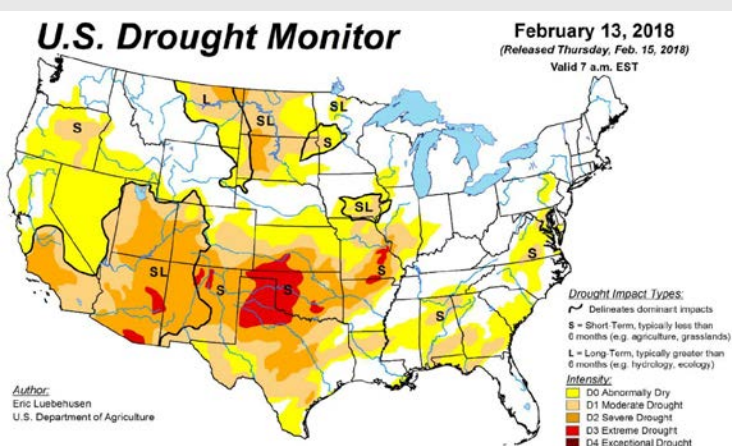 U.S. Drought Monitor
February 13, 2018
(Released Thursday, Feb. 15, 2018)
Valid 7 a.m. EST
L
SL
SL
S
S
SL
SL
S
S
S
S
S
Drought Impact Types:
Delineates dominant impacts
S = Short-Term, typically less than
6 months (e.g. agriculture, grasslands)
L = Long-Term, typically greater than
6 months (e.g. hydrology, ecology)
Intensity:
D0 Abnormally Dry
D1 Moderate Drought
D2 Severe Drought
D3 Extreme Drought
D4 Exceptional Drought
Author:
Eric Luebehusen
U.S. Department of Agriculture